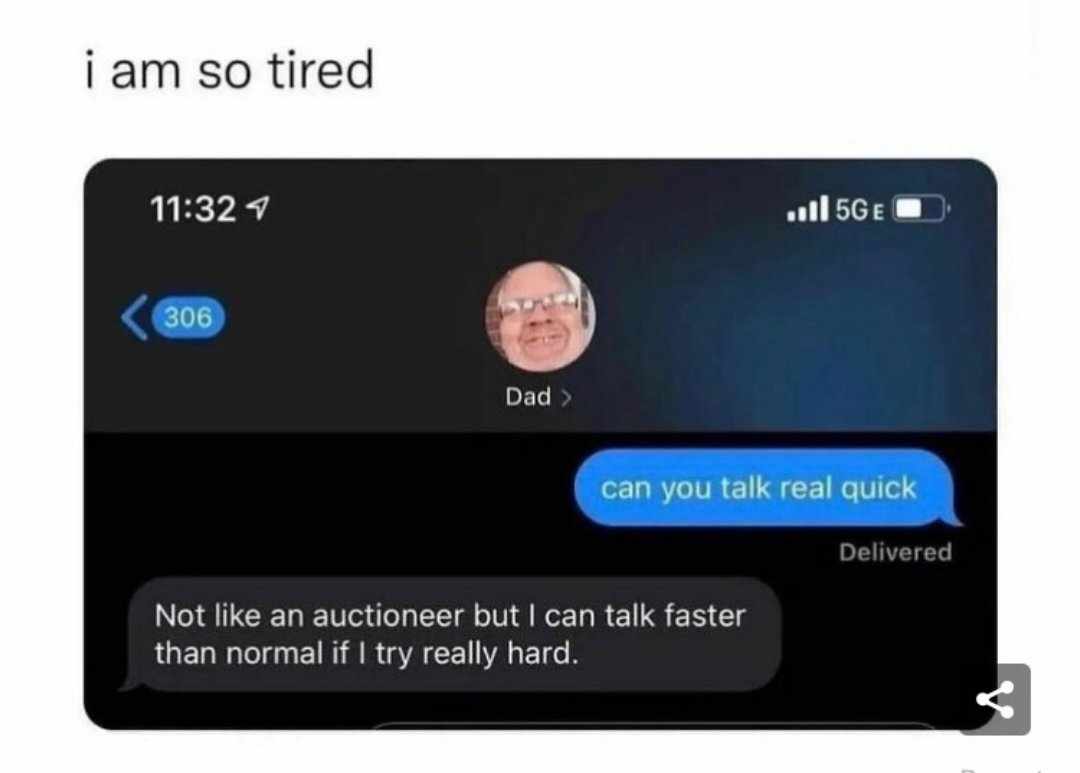 i am so tired
11:32
5GE
306
Dad
can you talk real quick
Delivered
Not like an auctioneer but I can talk faster
than normal if I try really hard.